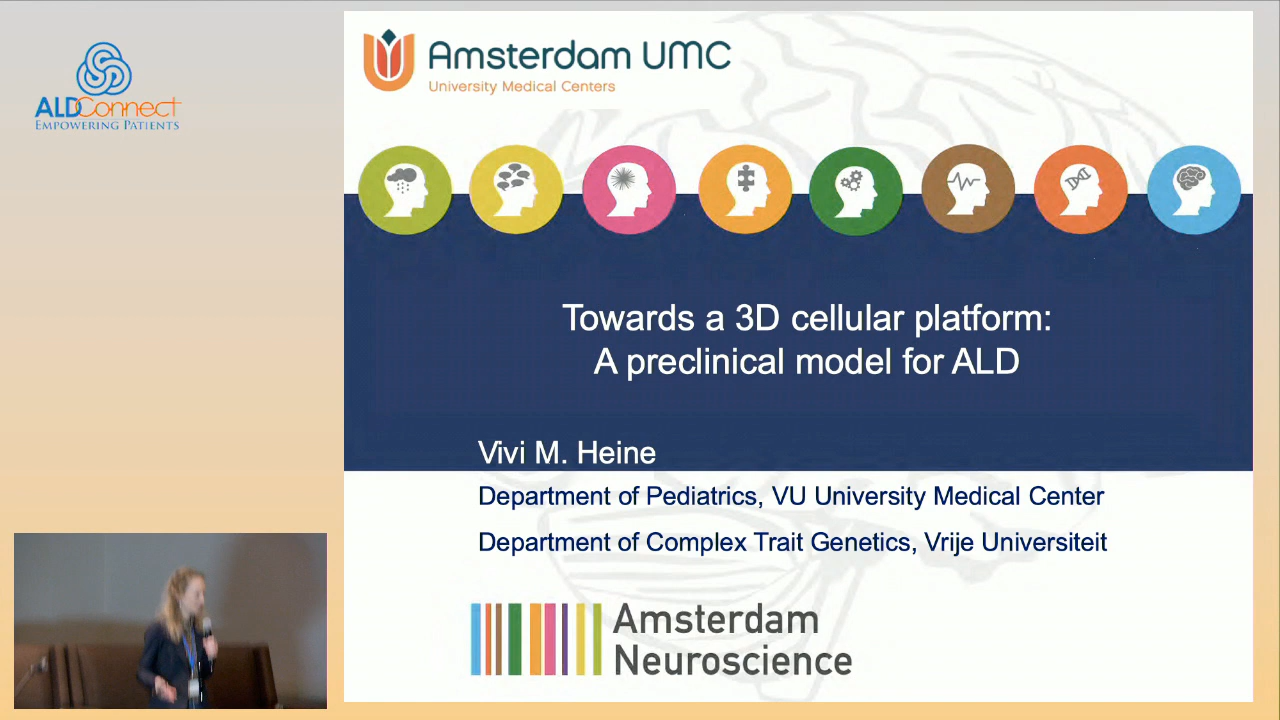 ALDConnect
Empowering Patients
Amsterdam UMC
University Medical Centers
Towards a 3D cellular platform:
A preclinical model for ALD
Vivi M. Heine
Department of Pediatrics, VU University Medical Center
Department of Complex Trait Genetics, Vrije Universiteit
Amsterdam
Neuroscience